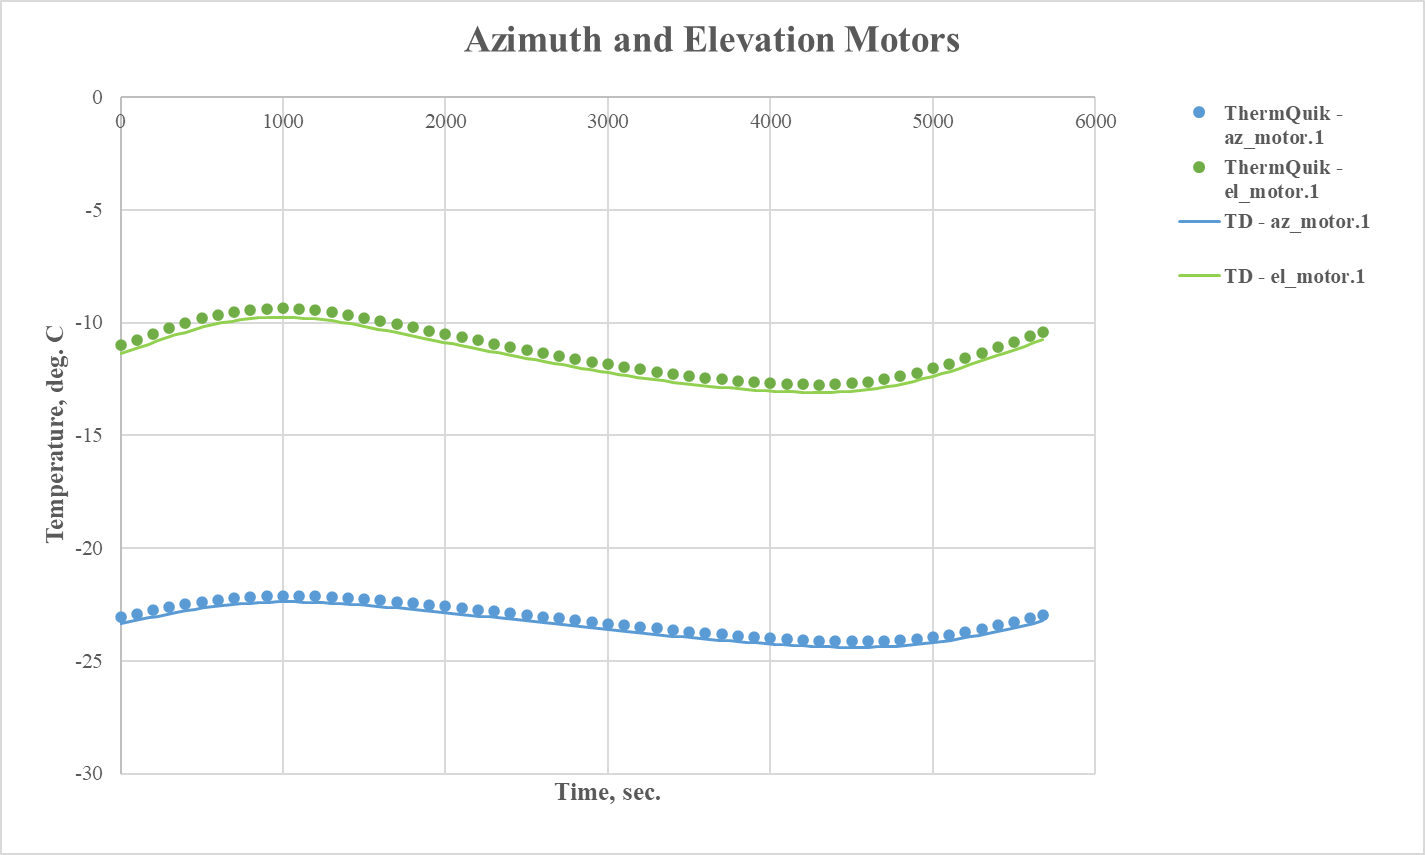 Azimuth and Elevation Motors
0
0 1000 2000 3000 4000 5000 6000
-5
-10
-15
-20
-25
-30
Temperature, deg. C
Time, sec.
ThermQuik -
az_motor.1
ThermQuik -
el_motor.1
TD - az_motor.1
TD - el_motor.1